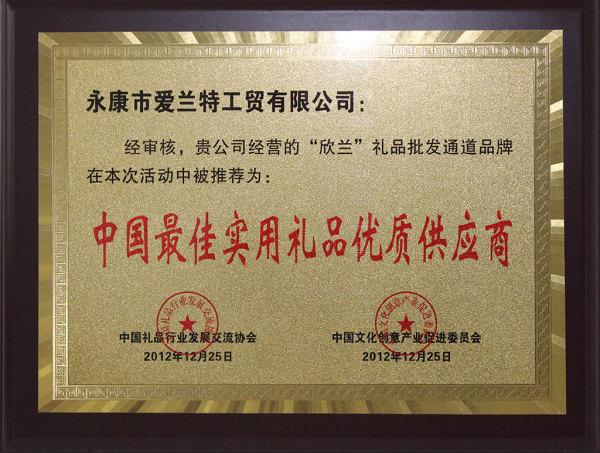 永康市爱兰特工贸有限公司：
经审核，贵公司经营的“欣兰”礼品批发通道品牌
在本次活动中被推荐为：
中国最佳实用礼品优质供应商
中国礼品行业发展交流协会
2012年12月25日
中国文化创意产业促进委员会
2012年12月25日